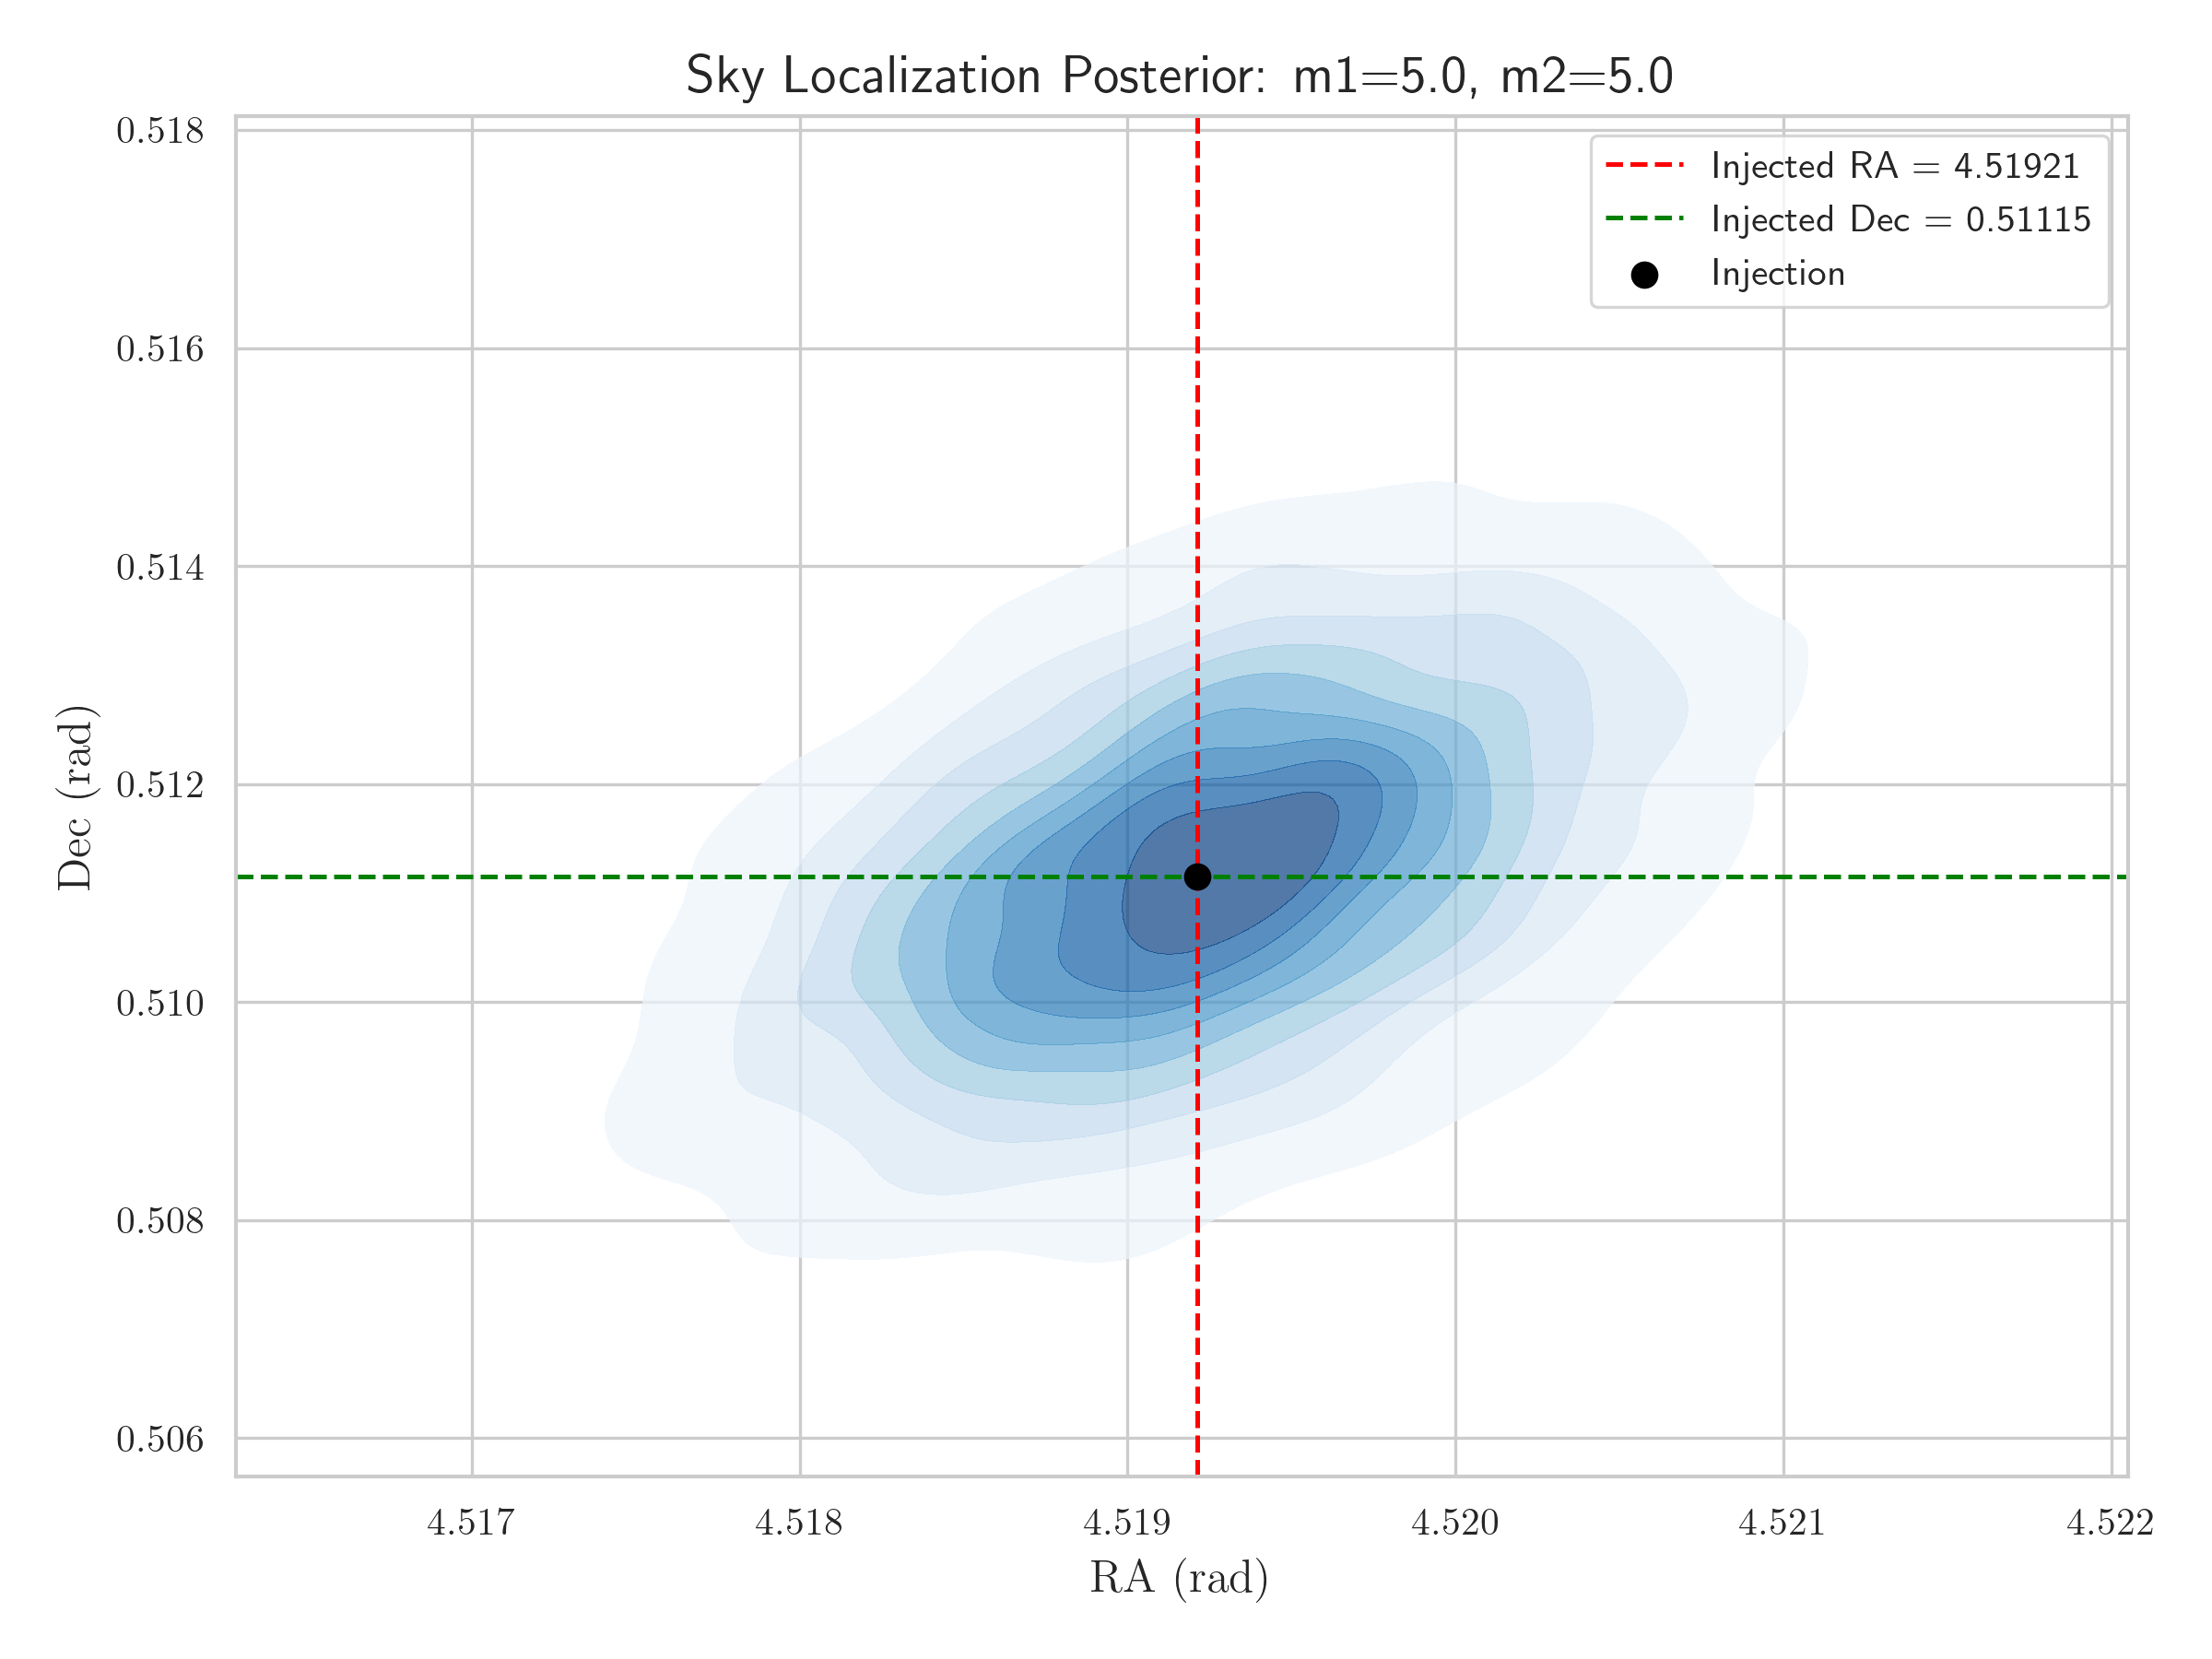 Sky Localization Posterior: m1=5.0, m2=5.0
Injected RA = 4.51921
Injected Dec = 0.51115
Injection
0.518
0.516
0.514
0.512
0.510
0.508
0.506
Dec (rad)
4.517 4.518 4.519 4.520 4.521 4.522
RA (rad)